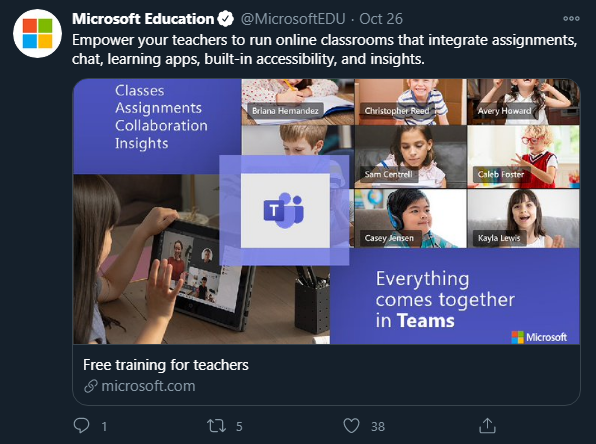 Microsoft Education @MicrosoftEDU · Oct 26
Empower your teachers to run online classrooms that integrate assignments,
chat, learning apps, built-in accessibility, and insights.
Classes
Assignments
Collaboration
Insights
Briana Hernandez
Christopher Reed
Avery Howard
Sam Centrell
Caleb Foster
T
Casey Jensen
Kayla Lewis
Everything
comes together
in Teams
Microsoft
Free training for teachers
microsoft.com
1 5 38